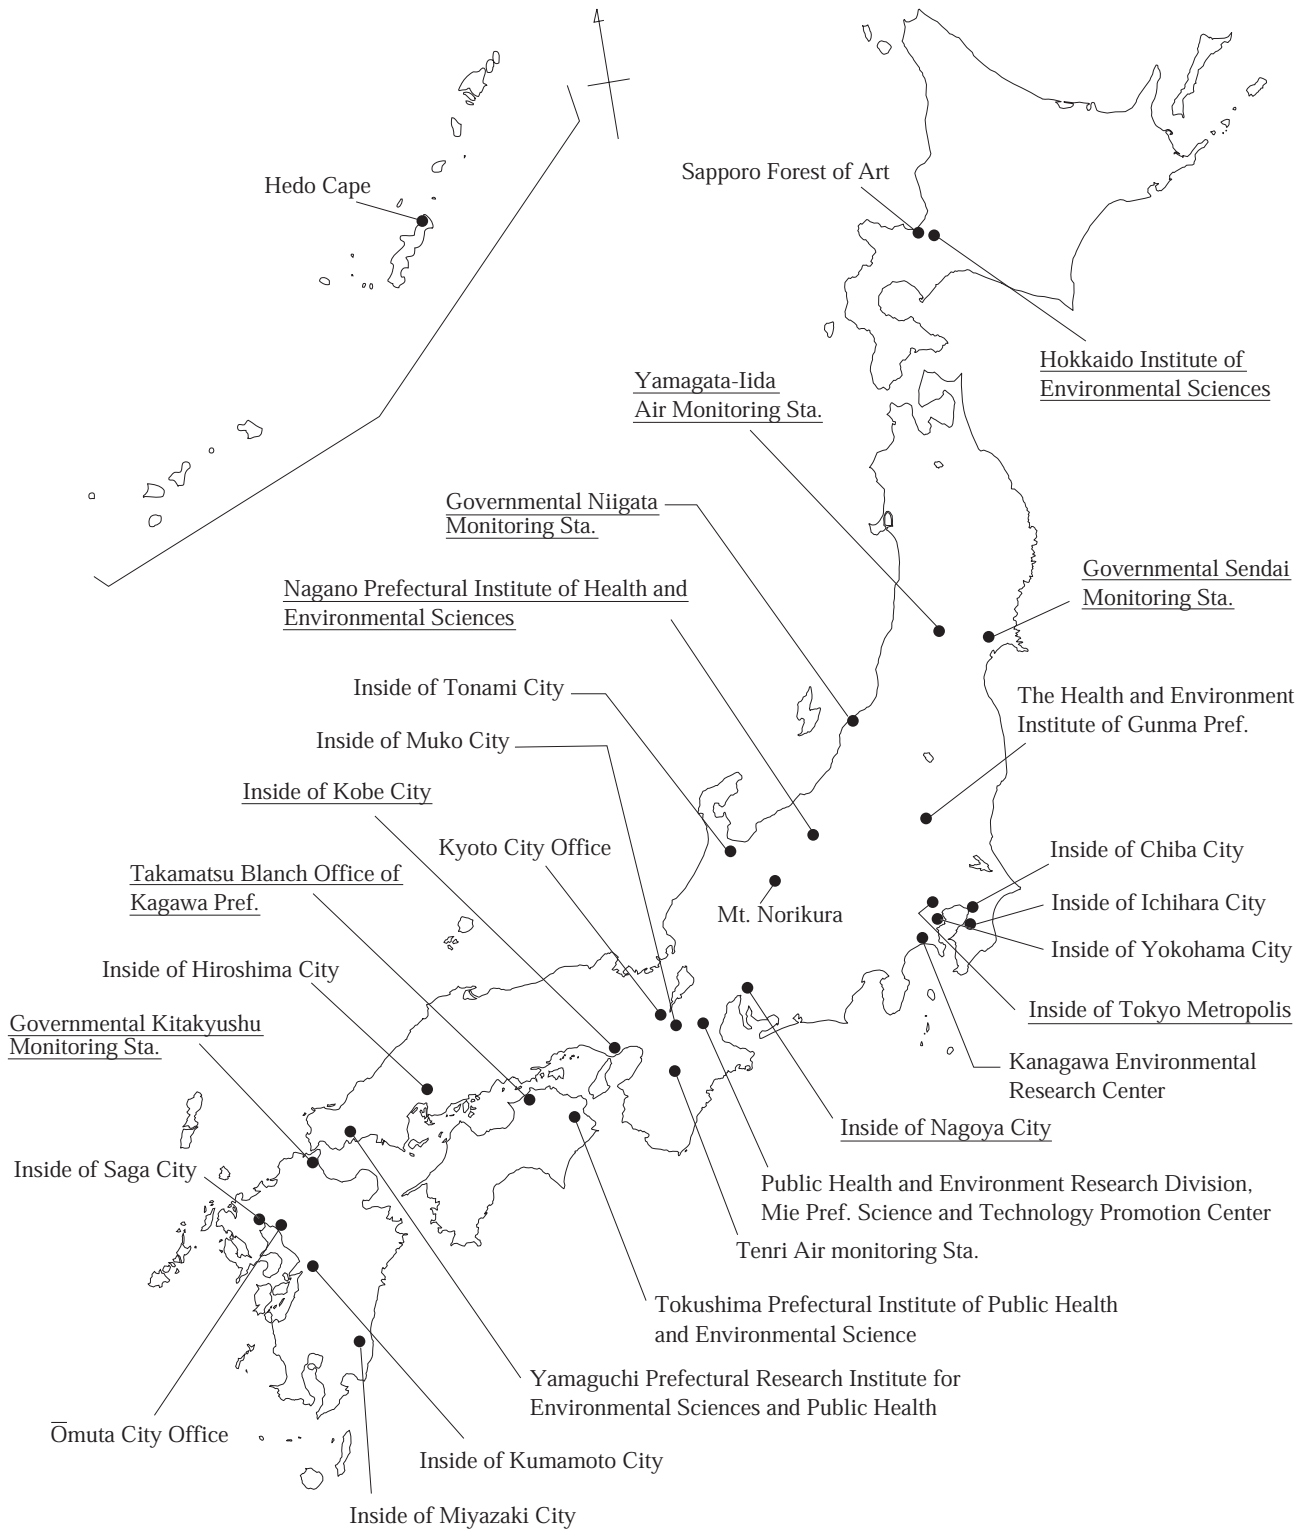 Sapporo Forest of Art
Hedo Cape
Hokkaido Institute of
Environmental Sciences
Yamagata-Iida
Air Monitoring Sta.
Governmental Niigata
Monitoring Sta.
Governmental Sendai
Monitoring Sta.
Nagano Prefectural Institute of Health and
Environmental Sciences
Inside of Tonami City
The Health and Environment
Institute of Gunma Pref.
Inside of Muko City
Inside of Kobe City
Kyoto City Office
Inside of Chiba City
Takamatsu Blanch Office of
Kagawa Pref.
Mt. Norikura
Inside of Ichihara City
Inside of Yokohama City
Inside of Hiroshima City
Inside of Tokyo Metropolis
Governmental Kitakyushu
Monitoring Sta.
Kanagawa Environmental
Research Center
Inside of Nagoya City
Inside of Saga City
Public Health and Environment Research Division,
Mie Pref. Science and Technology Promotion Center
Tenri Air monitoring Sta.
Tokushima Prefectural Institute of Public Health
and Environmental Science
Yamaguchi Prefectural Research Institute for
Environmental Sciences and Public Health
Ōmuta City Office
Inside of Kumamoto City
Inside of Miyazaki City